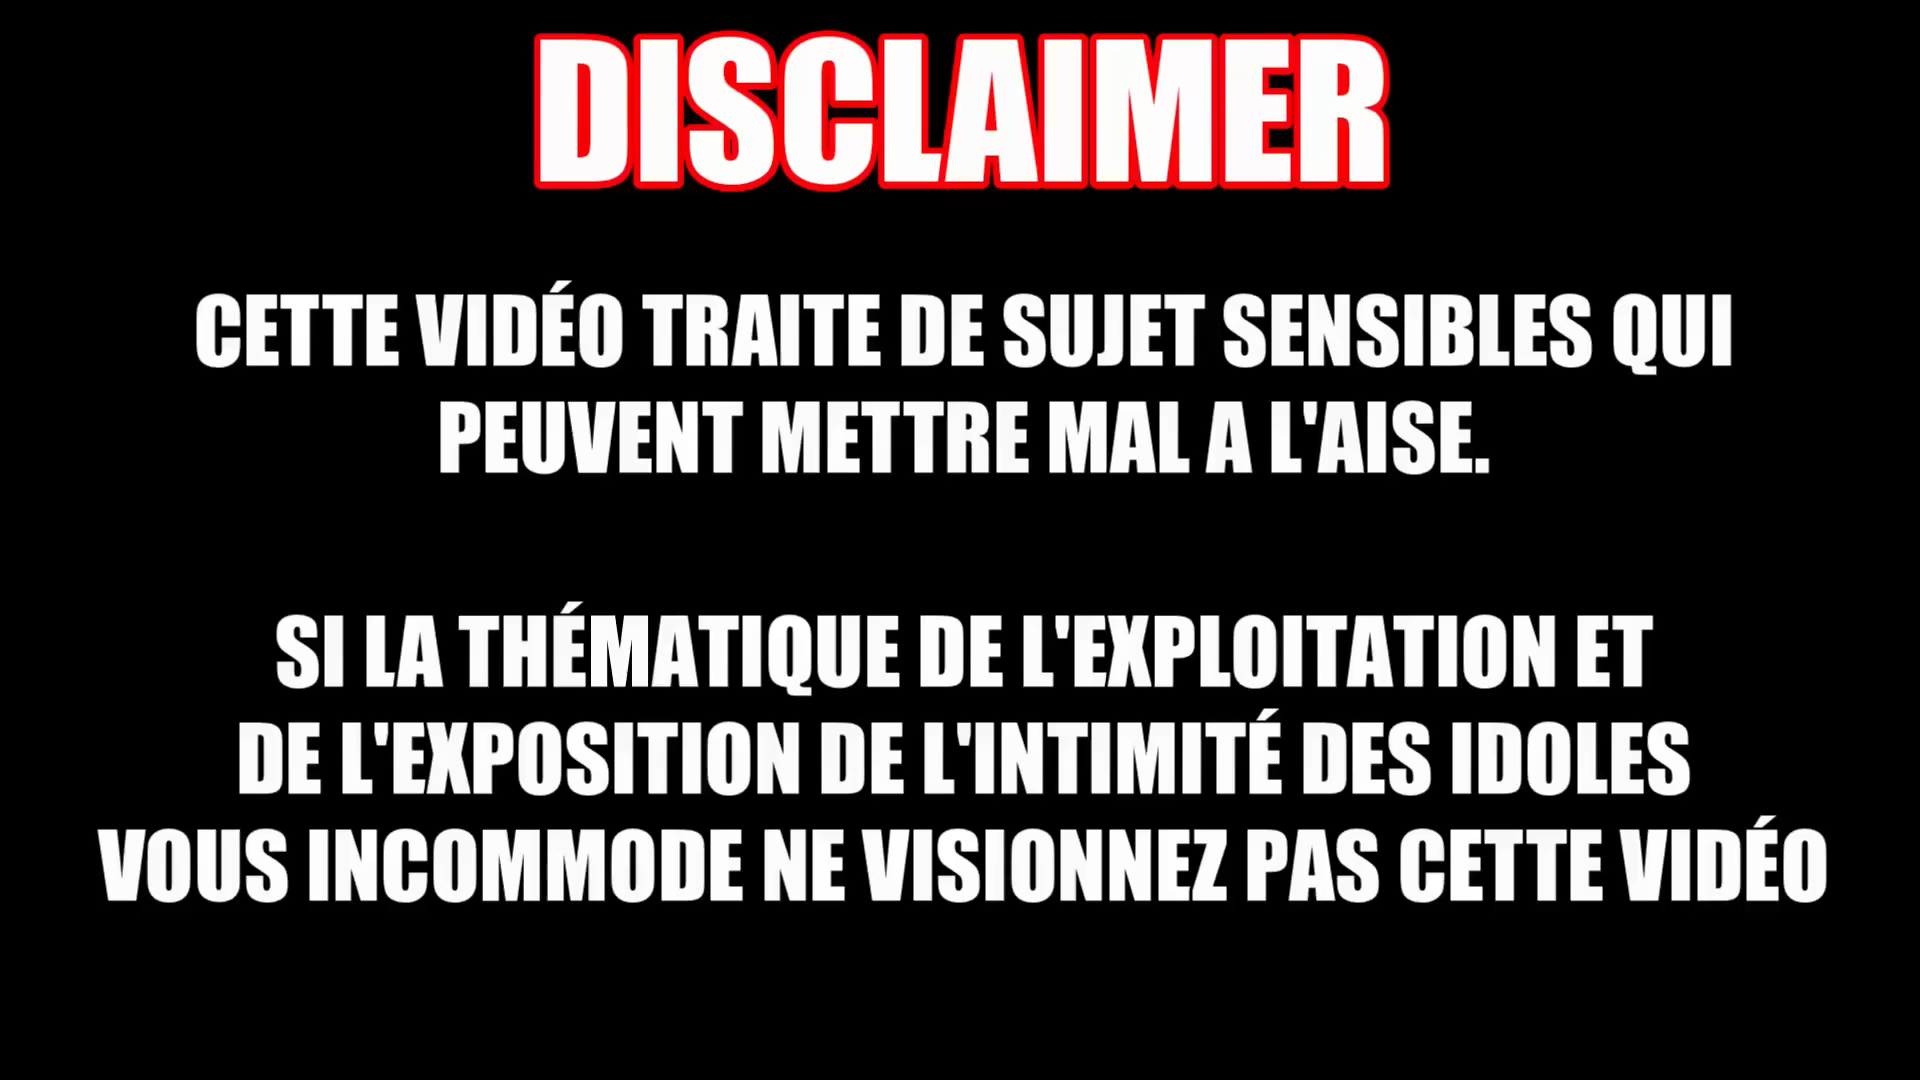 DISCLAIMER
CETTE VIDÉO TRAITE DE SUJET SENSIBLES QUI
PEUVENT METTRE MAL A L'AISE.
SI LA THÉMATIQUE DE L'EXPLOITATION ET
DE L'EXPOSITION DE L'INTIMITÉ DES IDOLES
VOUS INCOMMODE NE VISIONNEZ PAS CETTE VIDÉO